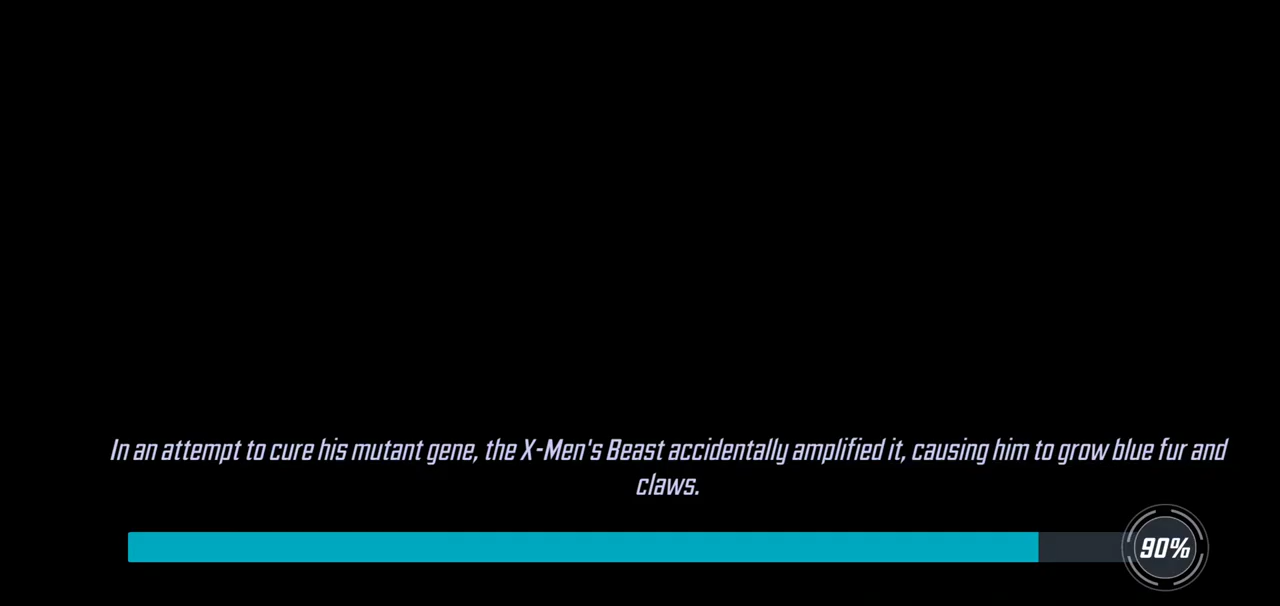 In an attempt to cure his mutant gene, the X-Men's Beast accidentally amplified it, causing him to grow blue fur and
claws.
90%